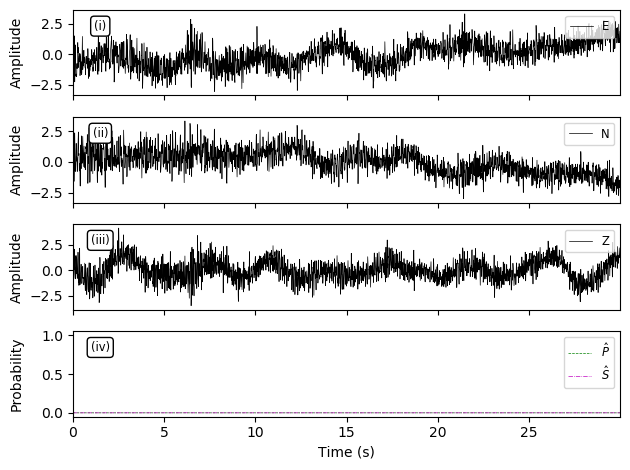 (i)
E
Amplitude
2.5
0.0
−2.5
(ii)
N
Amplitude
2.5
0.0
−2.5
(iii)
Z
Amplitude
2.5
0.0
−2.5
(iv)
P̂
Ŝ
Probability
1.0
0.5
0.0
0 5 10 15 20 25
Time (s)